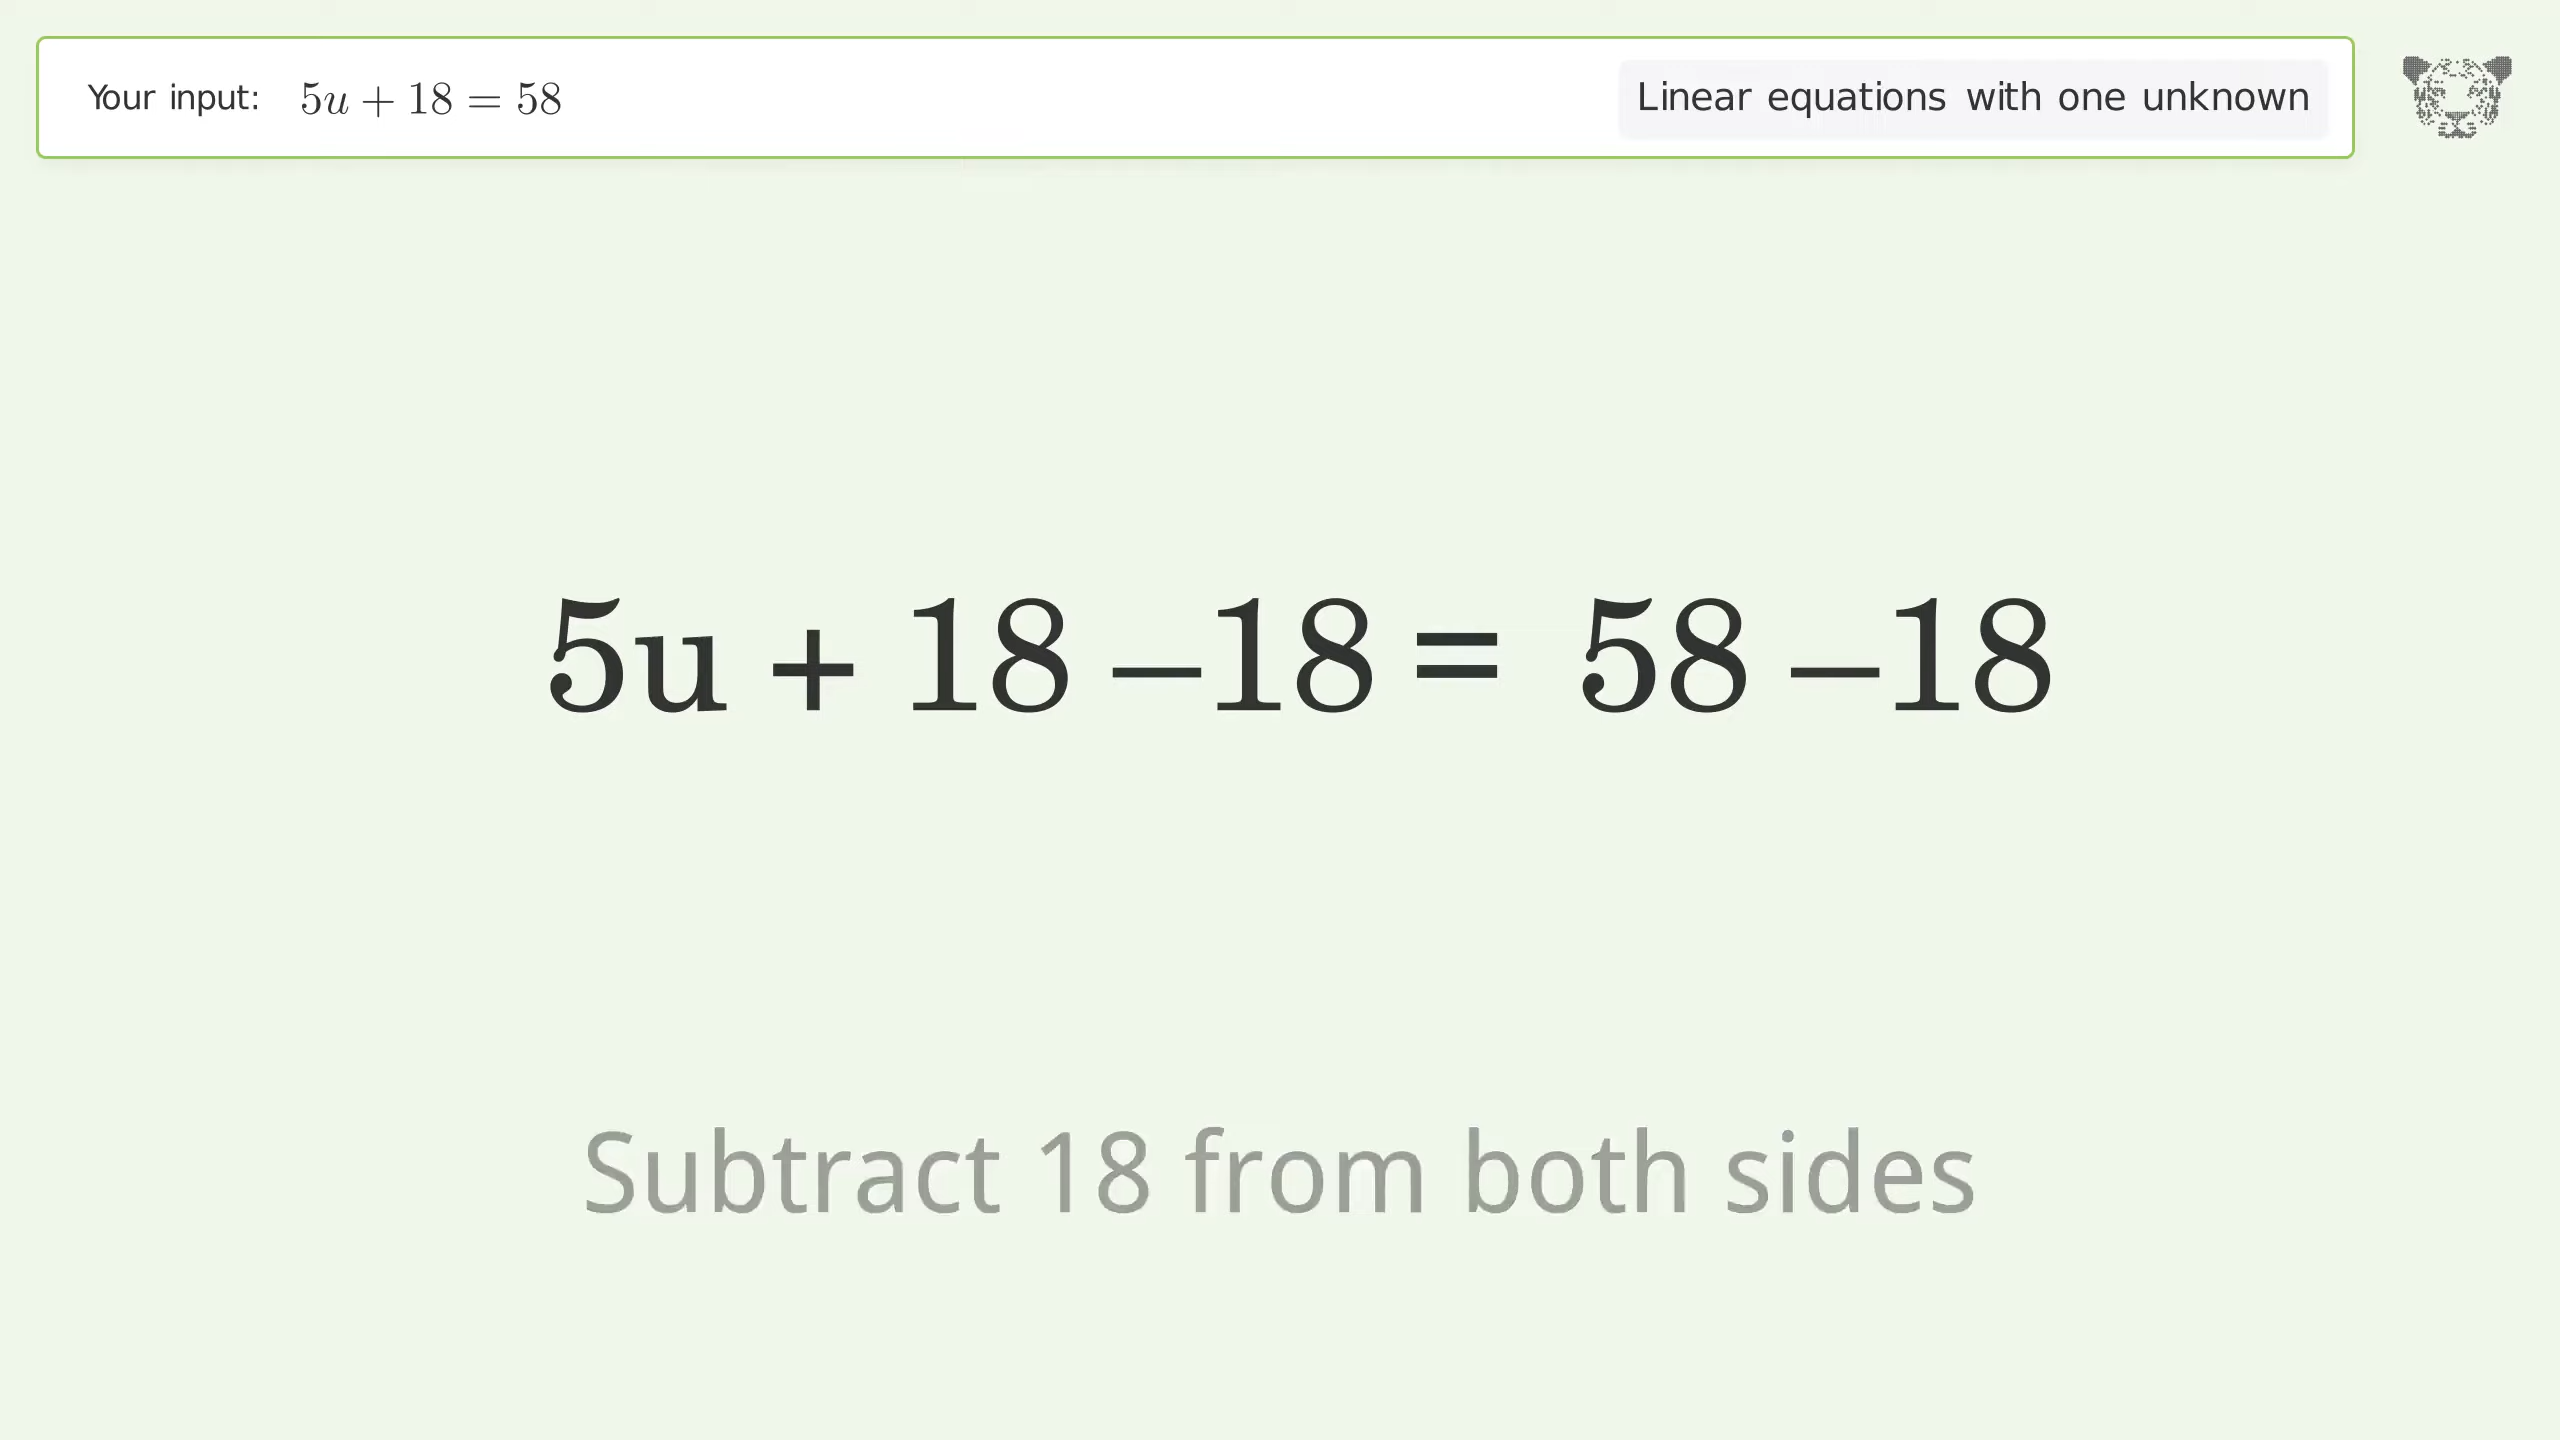 Your input: 5u + 18 = 58
Linear equations with one unknown
5u + 18 –18 = 58 –18
Subtract 18 from both sides